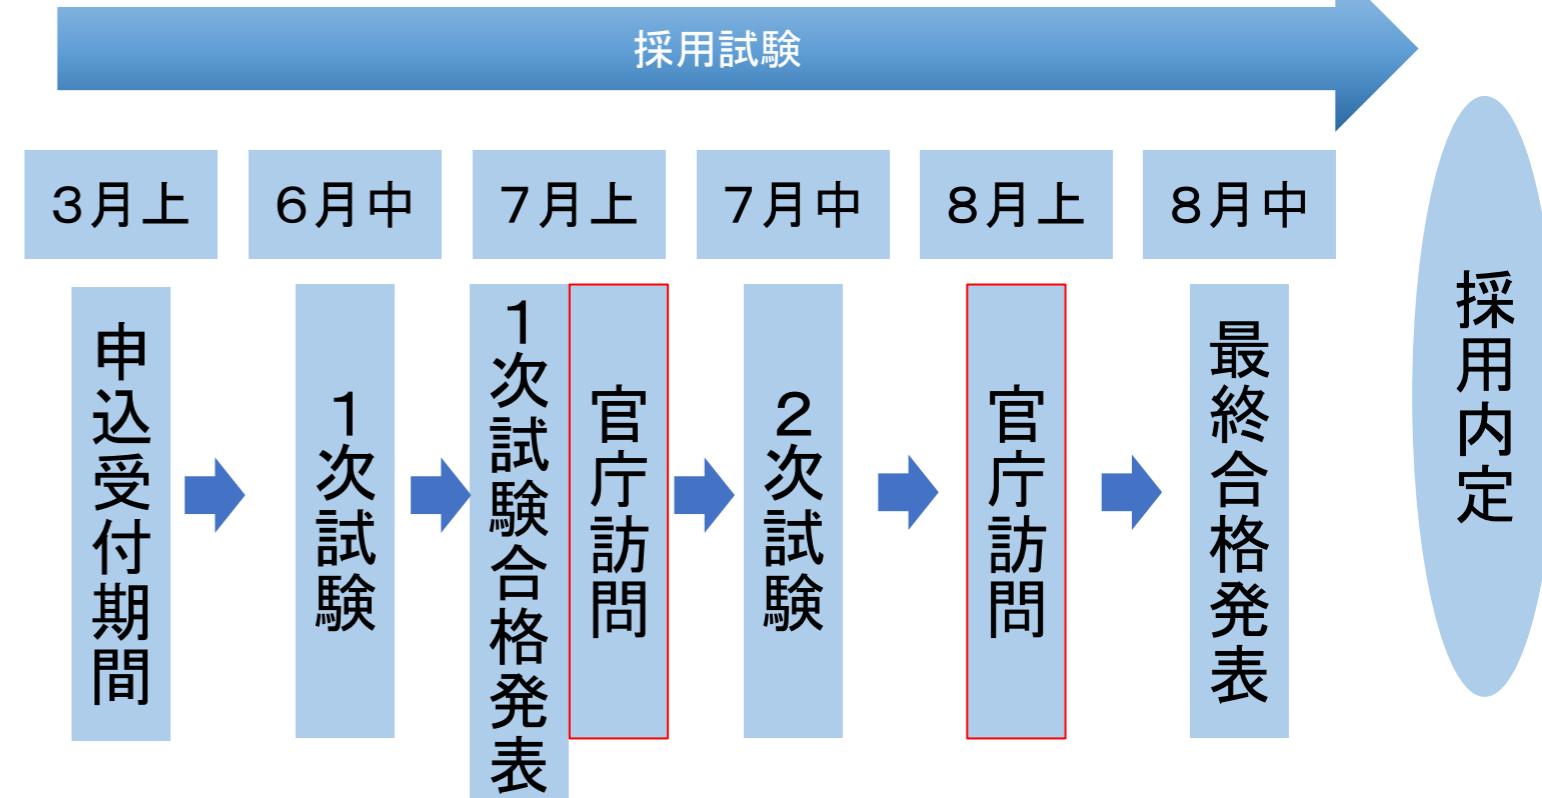 採用試験
３月上
６月中
７月上
７月中
８月上
８月中
申込受付期間
１次試験
１次試験合格発表
官庁訪問
２次試験
官庁訪問
最終合格発表
採用内定